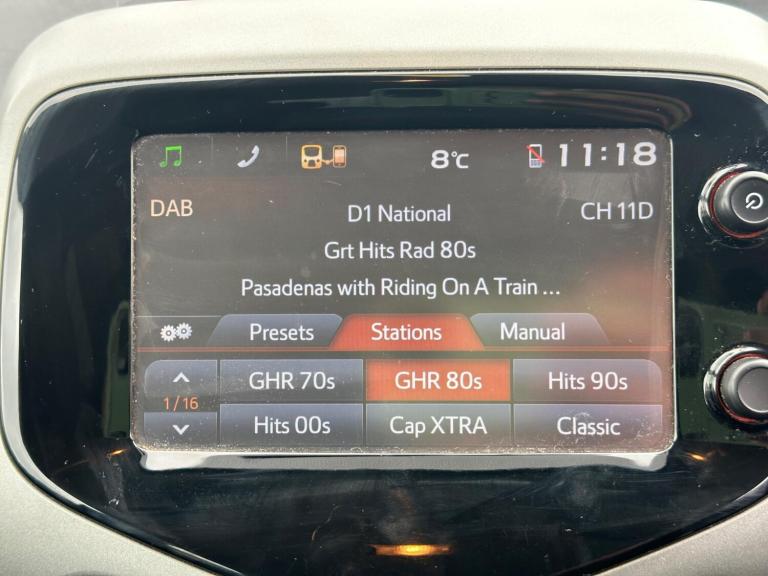 8°C 11:18
DAB D1 National CH 11D
Grt Hits Rad 80s
Pasadenas with Riding On A Train ...
Presets Stations Manual
GHR 70s GHR 80s Hits 90s
1/16
Hits 00s Cap XTRA Classic